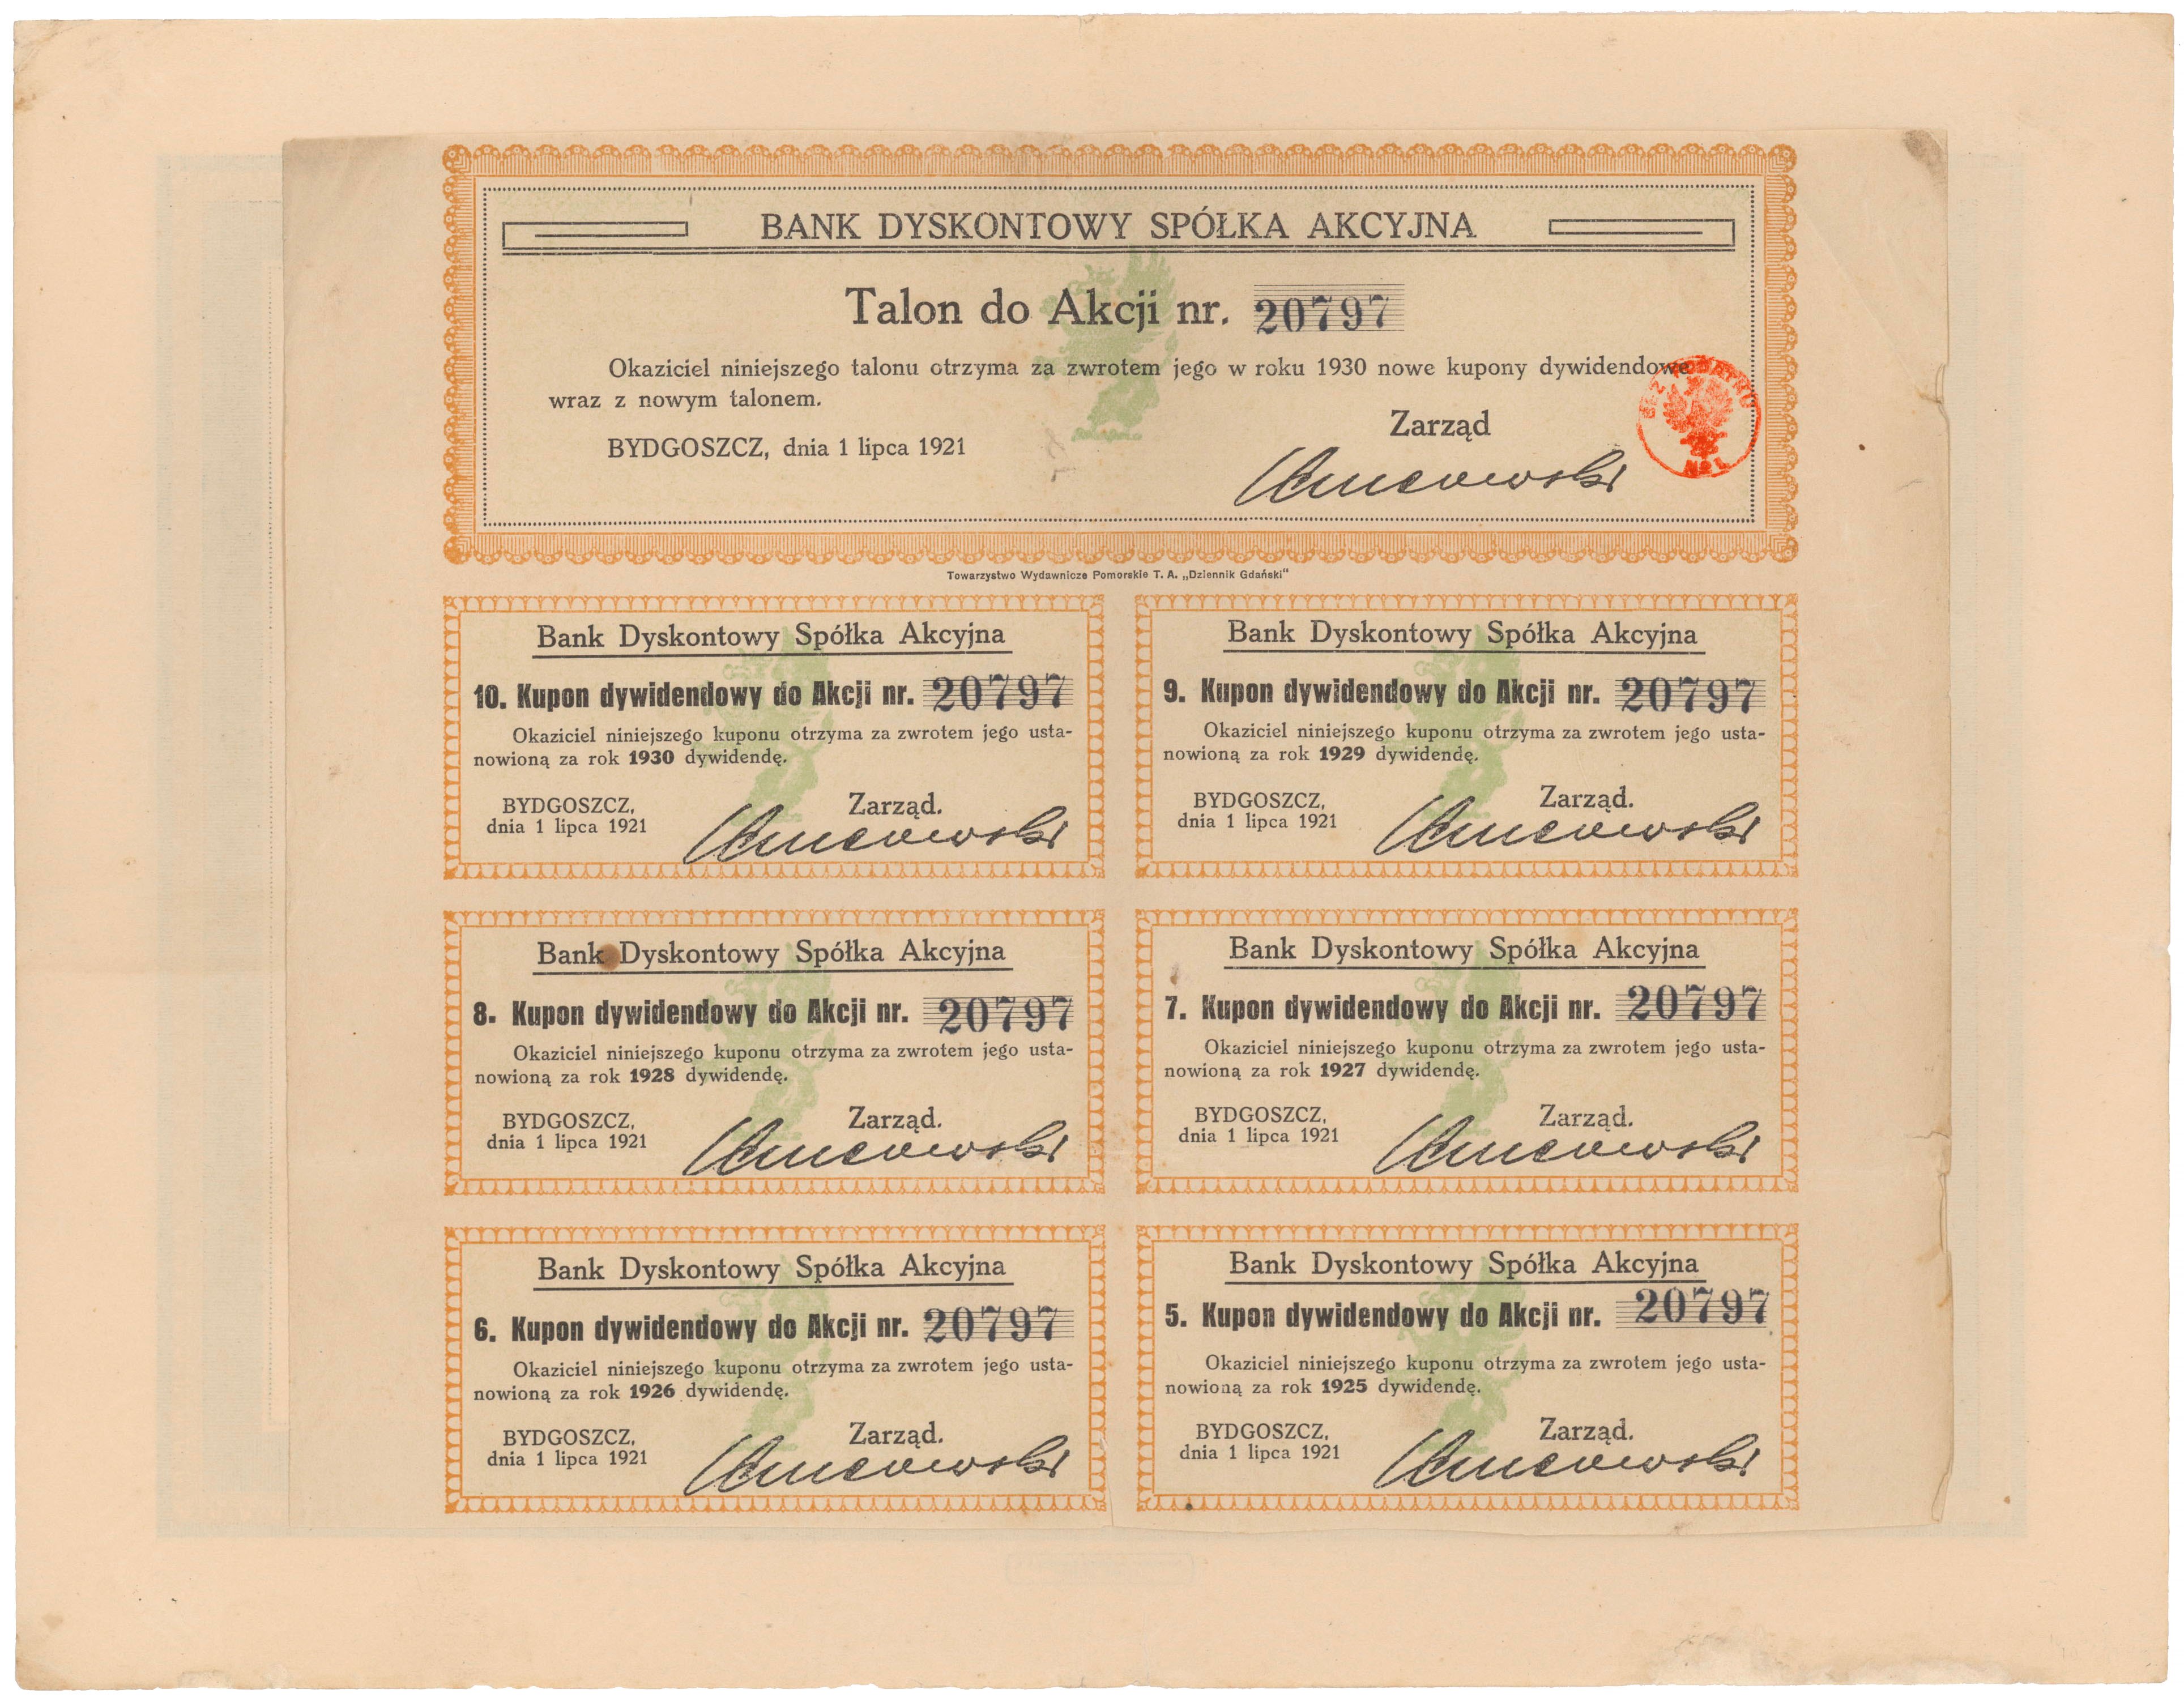 BANK DYSKONTOWY SPÓŁKA AKCYJNA
Talon do Akcji nr. 20797
Okaziciel niniejszego talonu otrzyma za zwrotem jego w roku 1930 nowe kupony dywidendowe
wraz z nowym talonem.
BYDGOSZCZ, dnia 1 lipca 1921
Zarząd
Towarzystwo Wydawnicze Pomorskie T. A. „Dziennik Gdański“
Bank Dyskontowy Spółka Akcyjna
10. Kupon dywidendowy do Akcji nr. 20797
Okaziciel niniejszego kuponu otrzyma za zwrotem jego usta-
nowioną za rok 1930 dywidendę.
BYDGOSZCZ,
dnia 1 lipca 1921
Zarząd.
Bank Dyskontowy Spółka Akcyjna
9. Kupon dywidendowy do Akcji nr. 20797
Okaziciel niniejszego kuponu otrzyma za zwrotem jego usta-
nowioną za rok 1929 dywidendę.
BYDGOSZCZ,
dnia 1 lipca 1921
Zarząd.
Bank Dyskontowy Spółka Akcyjna
8. Kupon dywidendowy do Akcji nr. 20797
Okaziciel niniejszego kuponu otrzyma za zwrotem jego usta-
nowioną za rok 1928 dywidendę.
BYDGOSZCZ,
dnia 1 lipca 1921
Zarząd.
Bank Dyskontowy Spółka Akcyjna
7. Kupon dywidendowy do Akcji nr. 20797
Okaziciel niniejszego kuponu otrzyma za zwrotem jego usta-
nowioną za rok 1927 dywidendę.
BYDGOSZCZ,
dnia 1 lipca 1921
Zarząd.
Bank Dyskontowy Spółka Akcyjna
6. Kupon dywidendowy do Akcji nr. 20797
Okaziciel niniejszego kuponu otrzyma za zwrotem jego usta-
nowioną za rok 1926 dywidendę.
BYDGOSZCZ,
dnia 1 lipca 1921
Zarząd.
Bank Dyskontowy Spółka Akcyjna
5. Kupon dywidendowy do Akcji nr. 20797
Okaziciel niniejszego kuponu otrzyma za zwrotem jego usta-
nowioną za rok 1925 dywidendę.
BYDGOSZCZ,
dnia 1 lipca 1921
Zarząd.